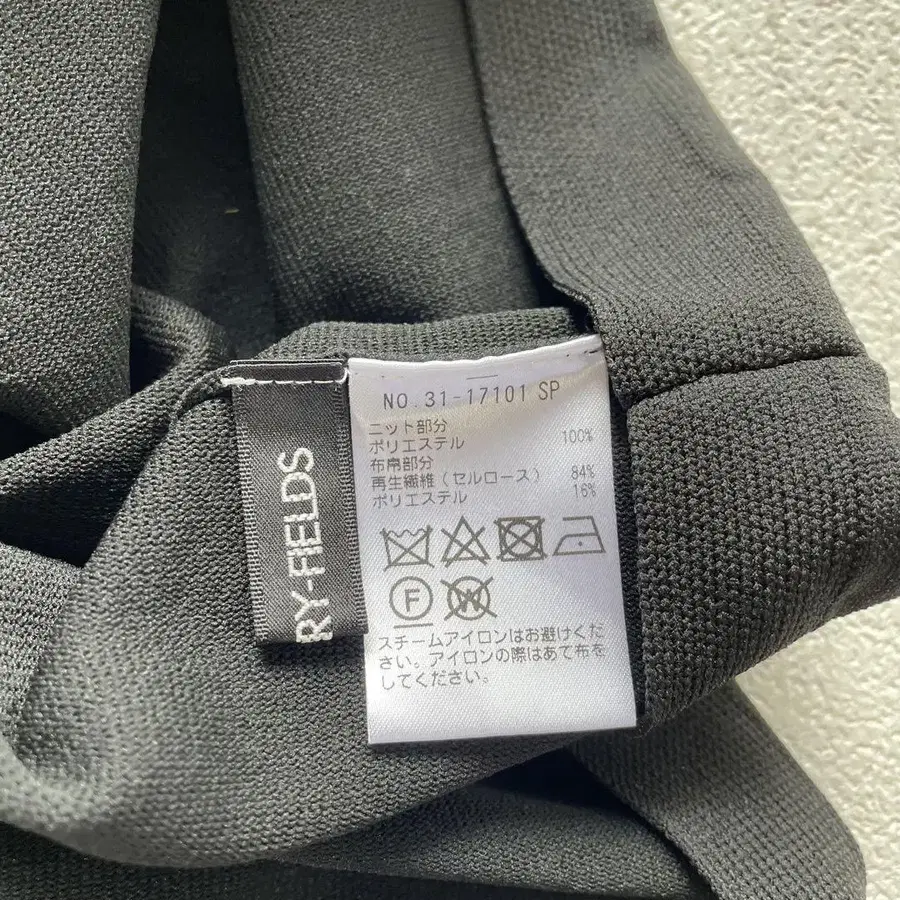 NO.31-17101 SP
ニット部分
ポリエステル 100%
布帛部分
再生繊維(セルロース) 84%
ポリエステル 16%
F W
スチームアイロンはお避けくだ
さい。アイロンの際はあて布を
してください。
RY-FIELDS